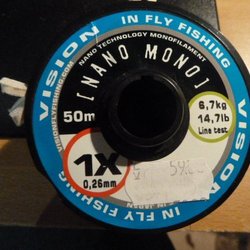 VISION
IN FLY FISHING
VISIONFLYFISHING.COM
NANO TECHNOLOGY MONOFILAMENT
[NANO MONO]
50m
6,7kg
14,7lb
Line test
1X
0,26mm
VISION
IN FLY FISHING